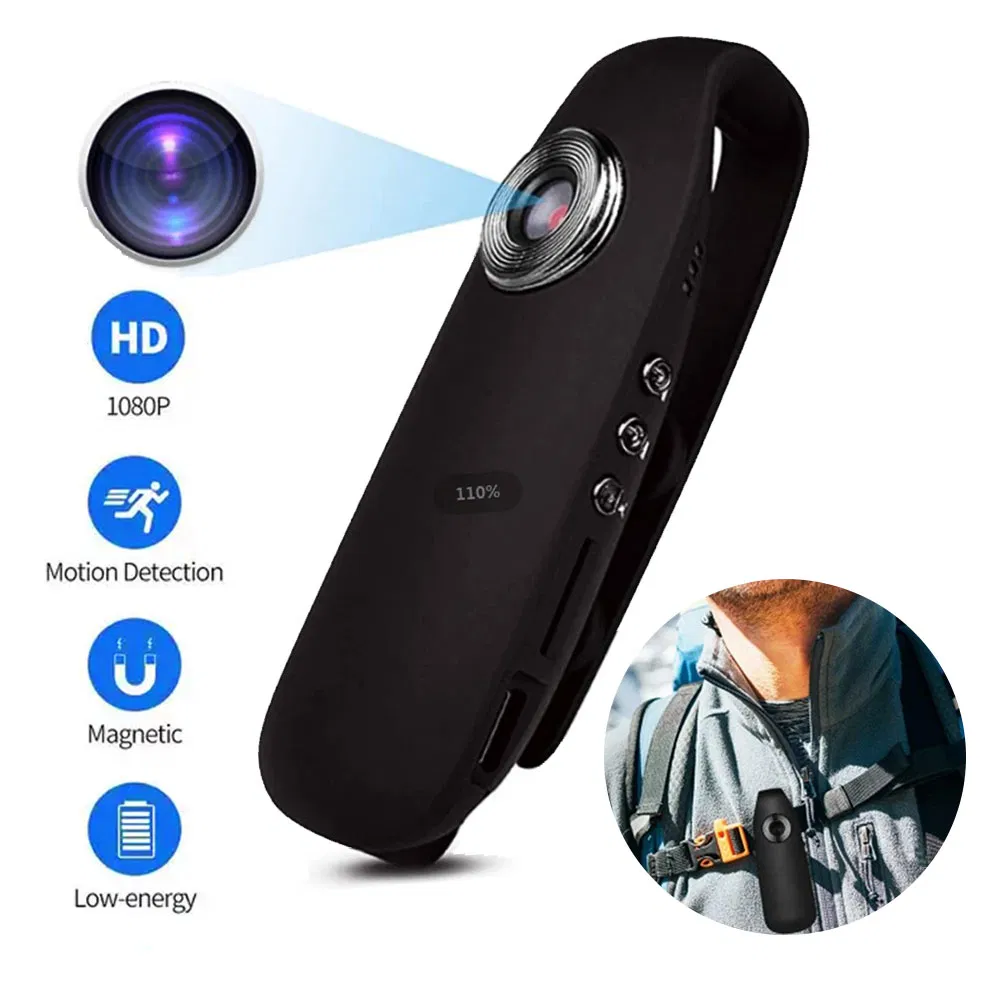 HD
1080P
Motion Detection
Magnetic
Low-energy
110%